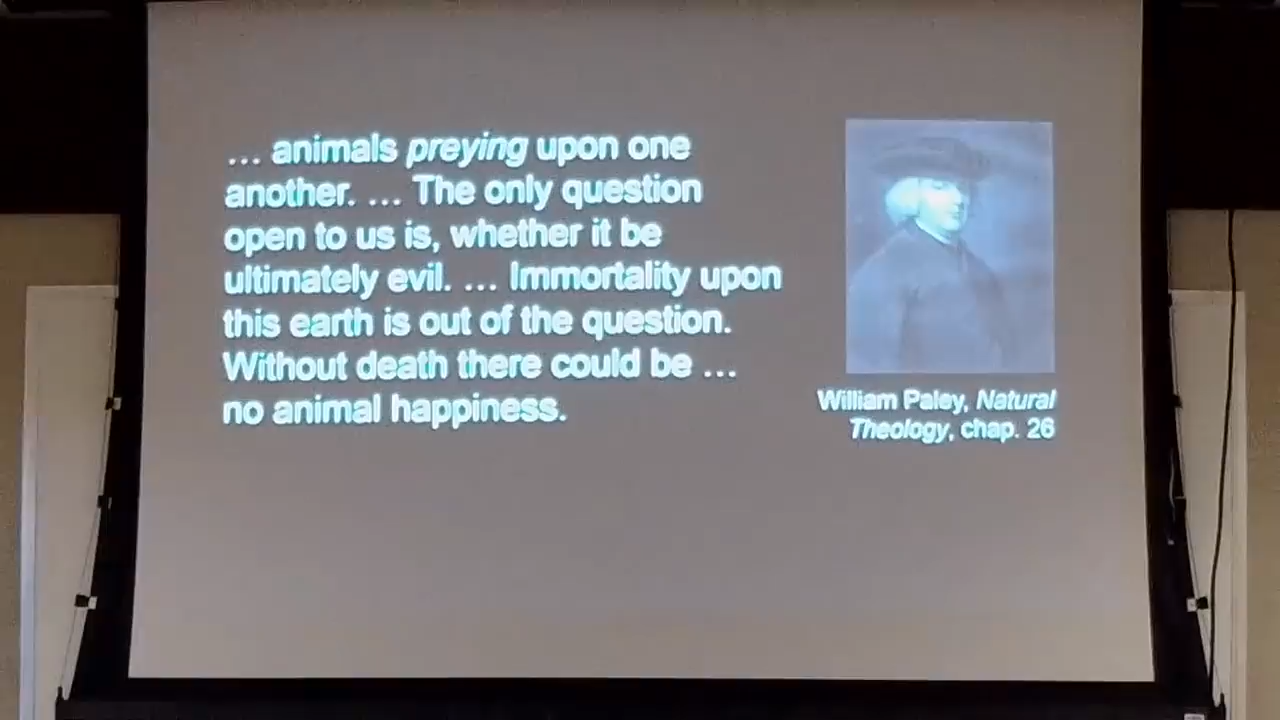 ... animals preying upon one
another. ... The only question
open to us is, whether it be
ultimately evil. ... Immortality upon
this earth is out of the question.
Without death there could be ...
no animal happiness.
William Paley, Natural
Theology, chap. 26